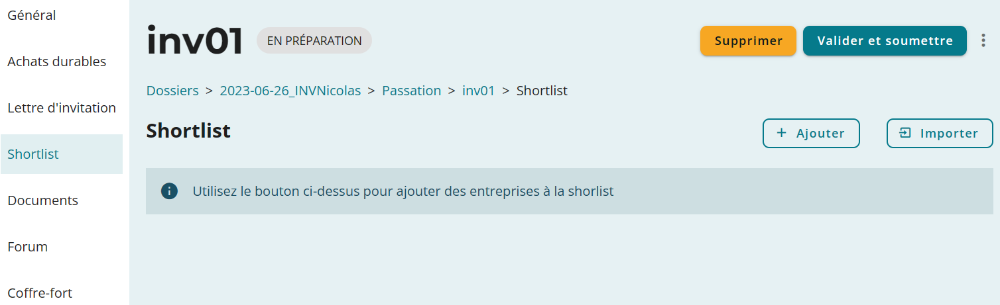 Général
Achats durables
Lettre d'invitation
Shortlist
Documents
Forum
Coffre-fort
inv01 EN PRÉPARATION Supprimer Valider et soumettre
Dossiers > 2023-06-26_INVNicolas > Passation > inv01 > Shortlist
Shortlist + Ajouter Importer
Utilisez le bouton ci-dessus pour ajouter des entreprises à la shorlist